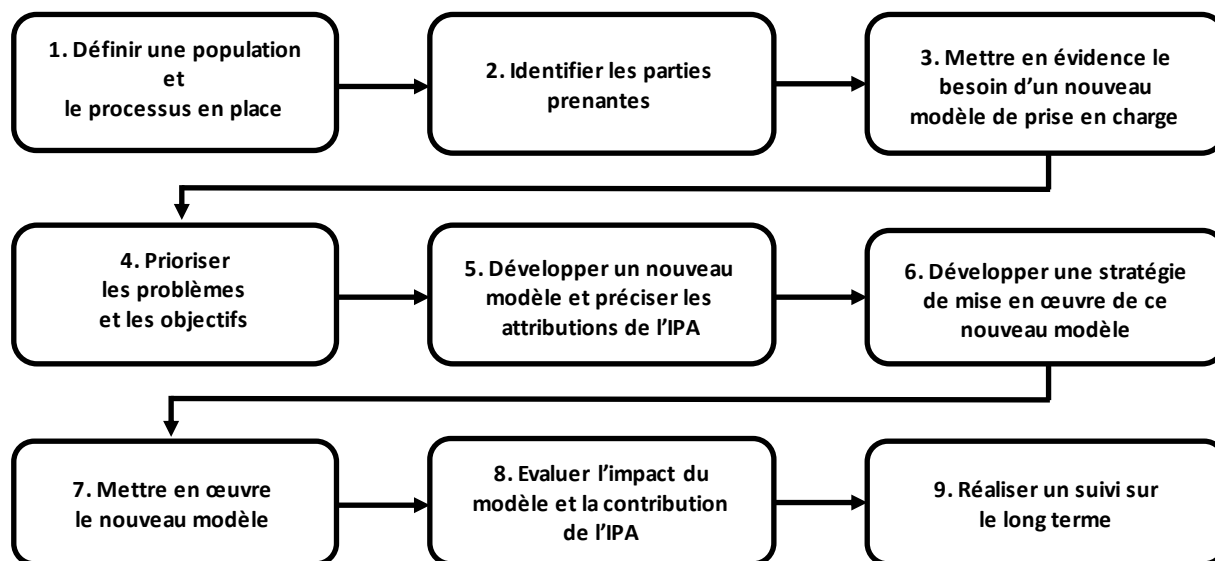 1. Définir une population
et
le processus en place
2. Identifier les parties
prenantes
3. Mettre en évidence le
besoin d’un nouveau
modèle de prise en charge
4. Prioriser
les problèmes
et les objectifs
5. Développer un nouveau
modèle et préciser les
attributions de l’IPA
6. Développer une stratégie
de mise en œuvre de ce
nouveau modèle
7. Mettre en œuvre
le nouveau modèle
8. Evaluer l’impact du
modèle et la contribution
de l’IPA
9. Réaliser un suivi sur
le long terme